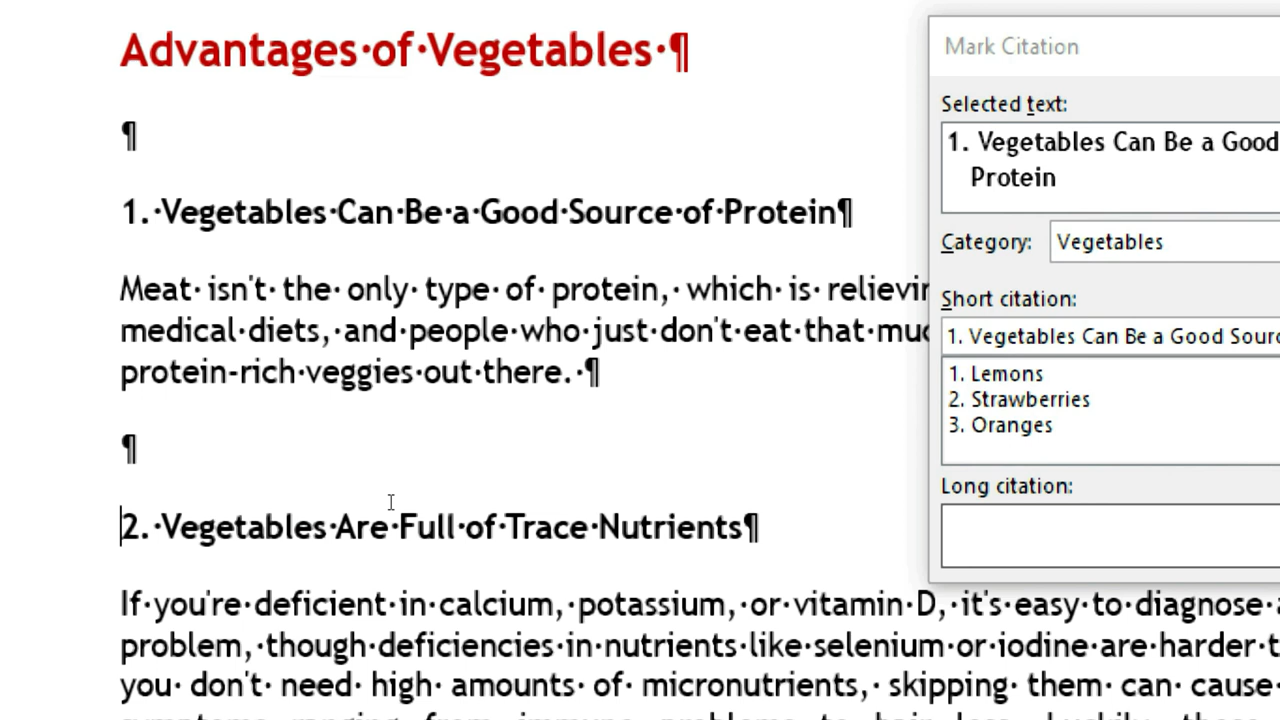 Advantages·of·Vegetables·¶
¶
1.·Vegetables·Can·Be·a·Good·Source·of·Protein¶
Meat· isn't· the· only· type· of· protein,· which· is·
medical·diets,·and·people·who·just·don't·eat·that·
protein-rich·veggies·out·there.·¶
¶
2.·Vegetables·Are·Full·of·Trace·Nutrients¶
If·you're·deficient·in·calcium,·potassium,·or·vitamin·D,·it's·easy·to·diagnose·
problem,·though·deficiencies·in·nutrients·like·selenium·or·iodine·are·harder·
you· don't· need· high· amounts· of· micronutrients,· skipping· them· can· cause·
Mark Citation
Selected text:
1. Vegetables Can Be a Good
Protein
Category: Vegetables
Short citation:
1. Vegetables Can Be a Good
1. Lemons
2. Strawberries
3. Oranges
Long citation: